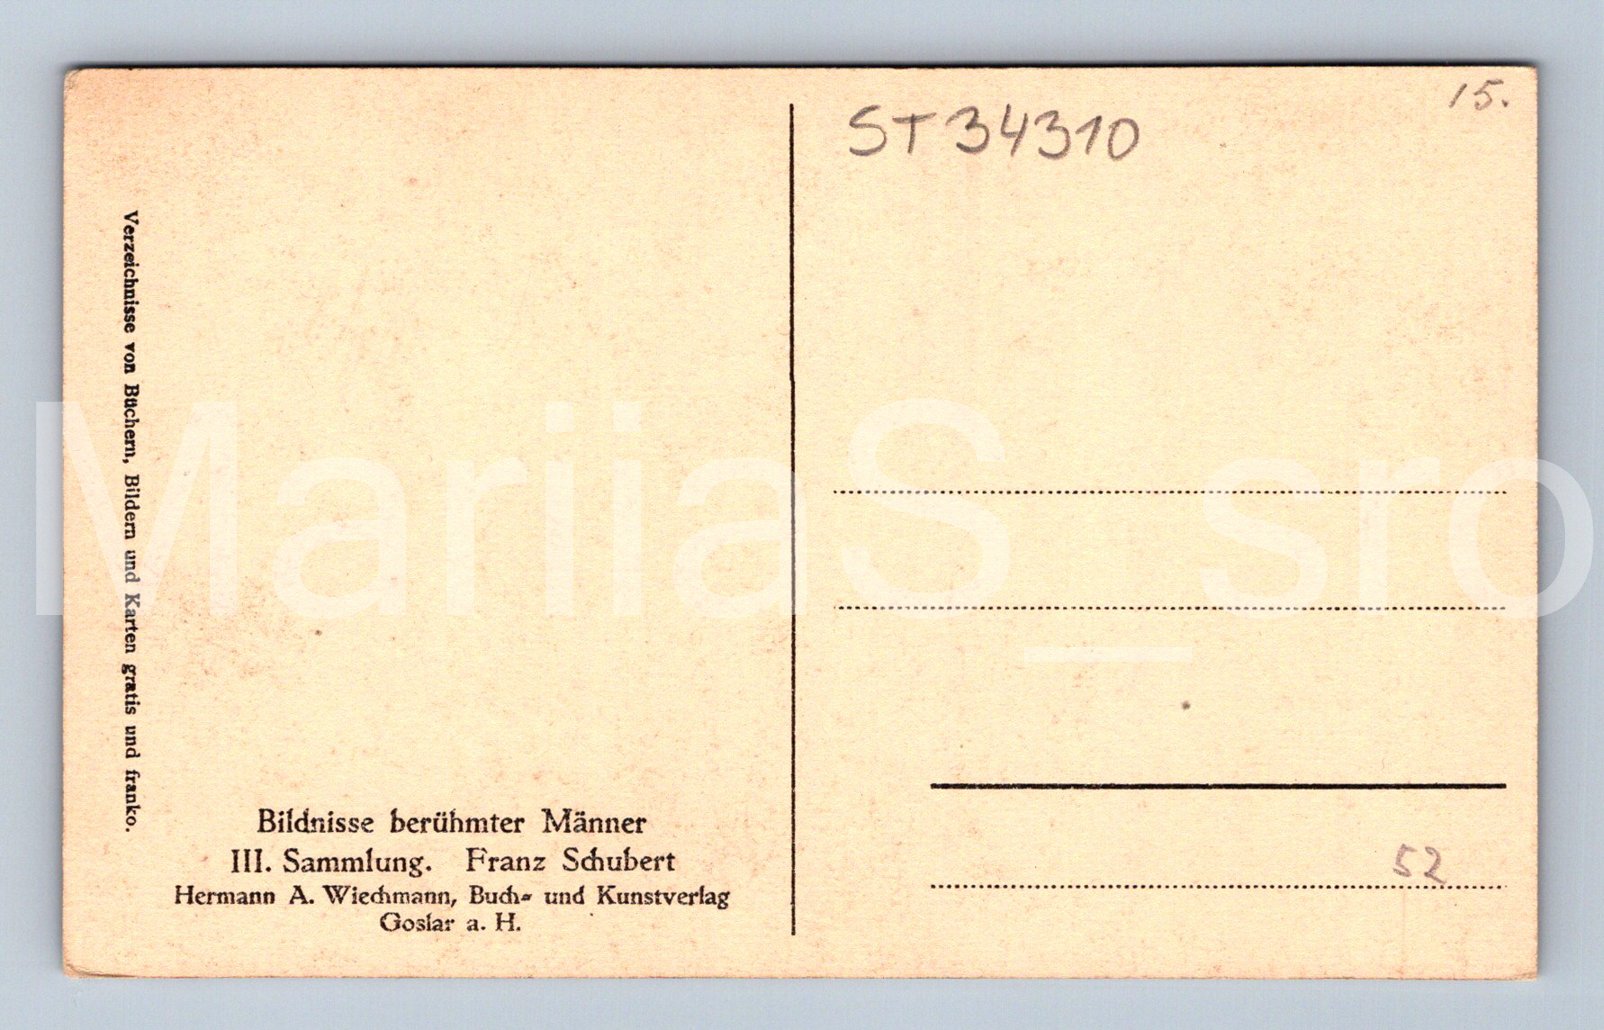 ST34310
15.
Verzeichnisse von Büchern, Bildern und Karten gratis und franko.
MariiaS_sro
52
Bildnisse berühmter Männer
III. Sammlung. Franz Schubert
Hermann A. Wiechmann, Buch- und Kunstverlag
Goslar a. H.